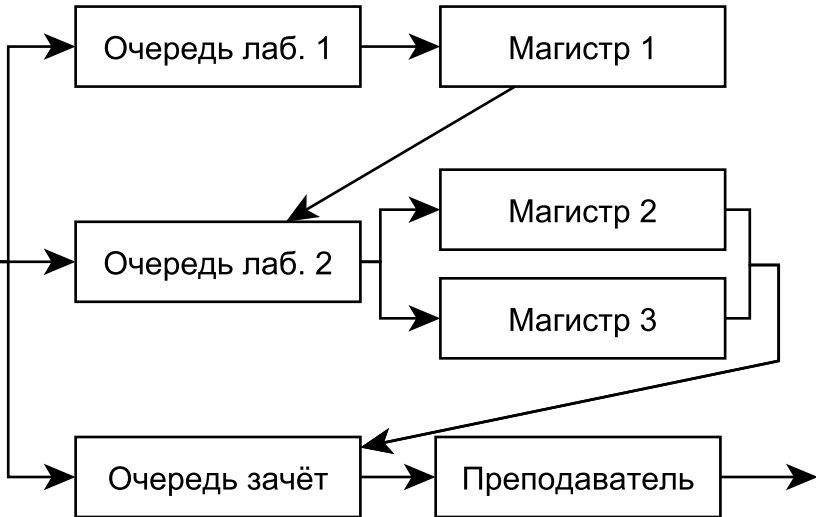 Очередь лаб. 1
Магистр 1
Магистр 2
Очередь лаб. 2
Магистр 3
Очередь зачёт
Преподаватель